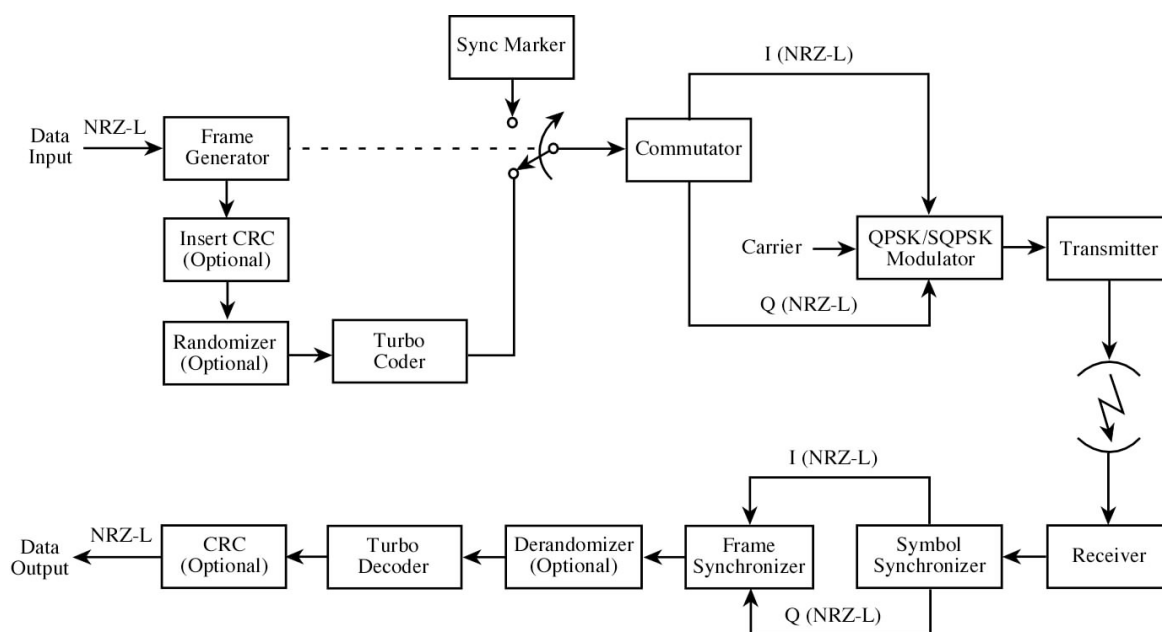 Sync Marker
I (NRZ-L)
Data
Input
NRZ-L
Frame
Generator
Commutator
Insert CRC
(Optional)
Carrier
QPSK/SQPSK
Modulator
Transmitter
Q (NRZ-L)
Randomizer
(Optional)
Turbo
Coder
I (NRZ-L)
Data
Output
NRZ-L
CRC
(Optional)
Turbo
Decoder
Derandomizer
(Optional)
Frame
Synchronizer
Symbol
Synchronizer
Receiver
Q (NRZ-L)